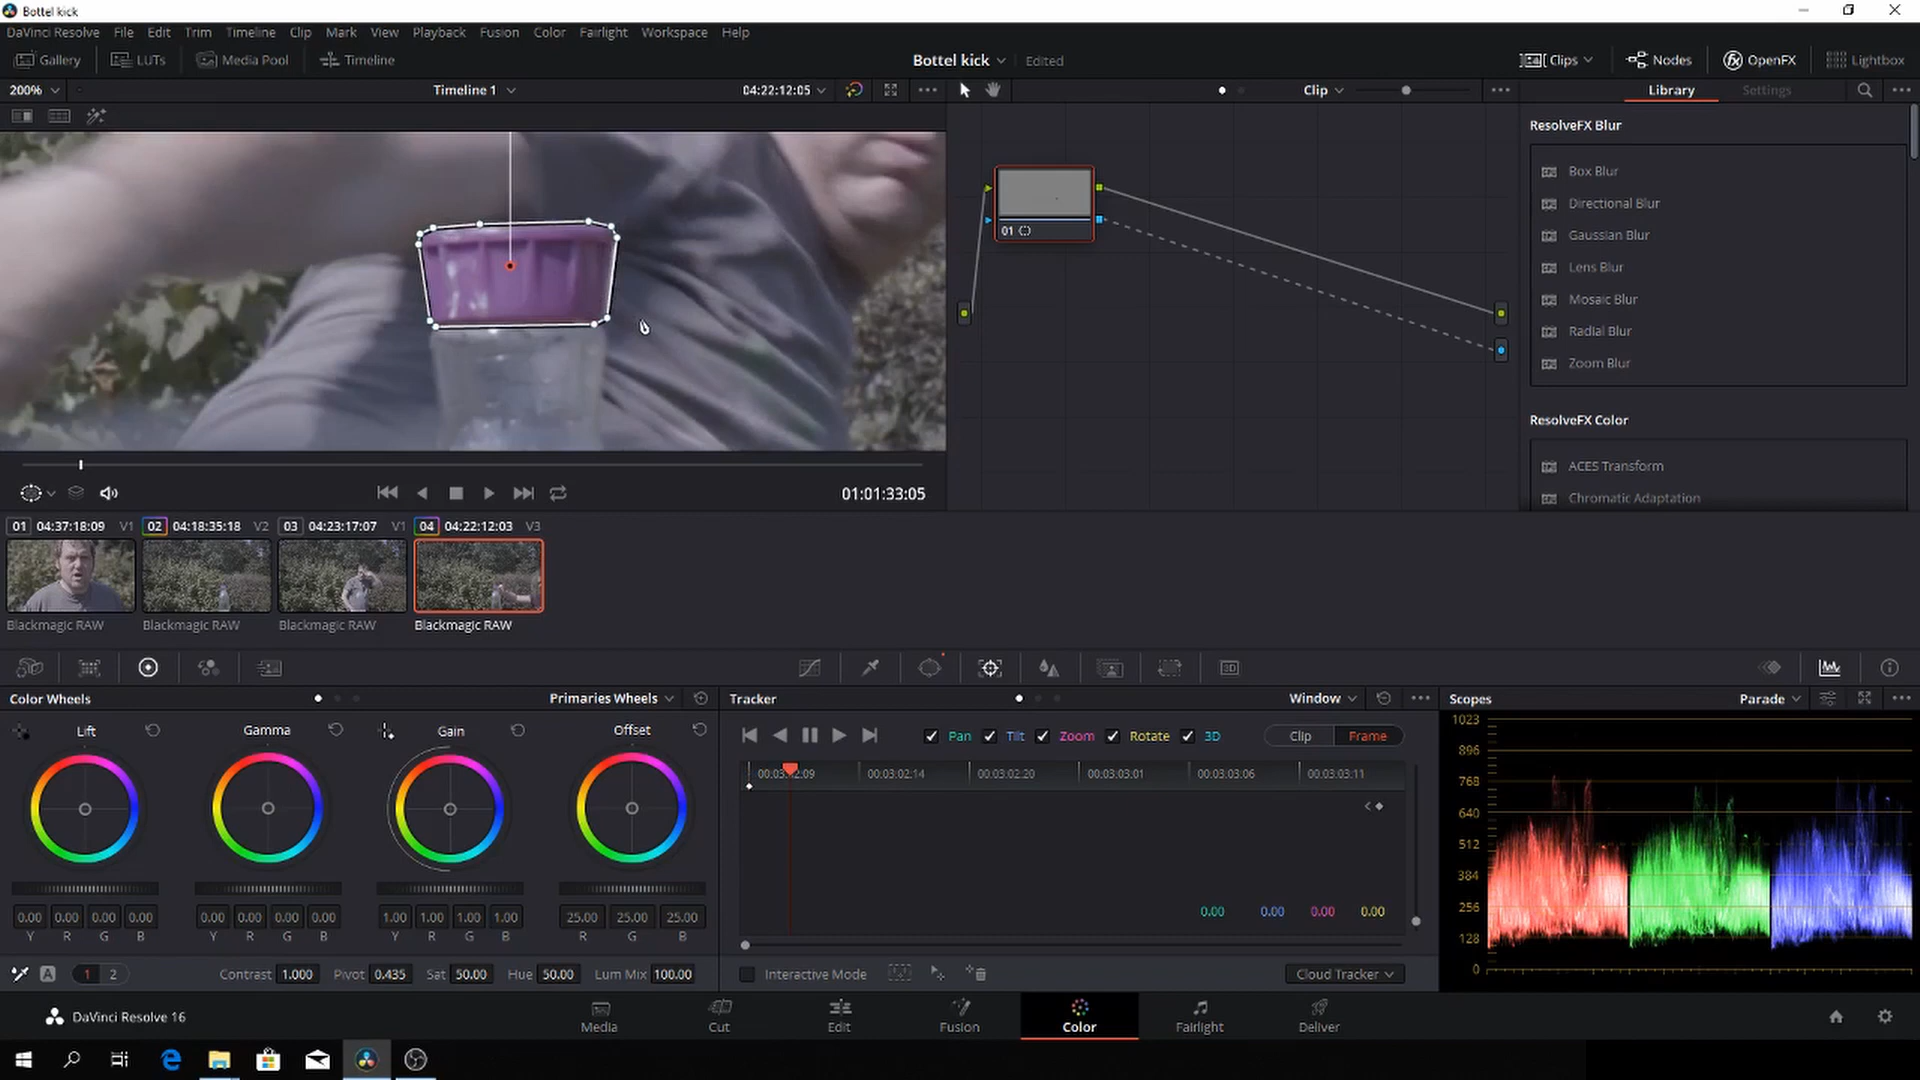 Bottel kick
DaVinci Resolve File Edit Trim Timeline Clip Mark View Playback Fusion Color Fairlight Workspace Help
Gallery LUTs Media Pool Timeline Bottel kick Edited Clips Nodes OpenFX Lightbox
200% Timeline 1 04:22:12:05 Clip Library Settings
ResolveFX Blur
Box Blur
Directional Blur
Gaussian Blur
Lens Blur
Mosaic Blur
Radial Blur
Zoom Blur
ResolveFX Color
ACES Transform
Chromatic Adaptation
01
01:01:33:05
01 04:37:18:09 V1 02 04:18:35:18 V2 03 04:23:17:07 V1 04 04:22:12:03 V3
Blackmagic RAW Blackmagic RAW Blackmagic RAW Blackmagic RAW
3D
Color Wheels Primaries Wheels Tracker Window Scopes Parade
Lift Gamma Gain Offset
Pan Tilt Zoom Rotate 3D Clip Frame
00:03:02:14 00:03:02:20 00:03:03:01 00:03:03:06 00:03:03:11
1023
896
768
640
512
384
256
128
0
0.00 0.00 0.00 0.00
0.00 0.00 0.00 0.00 0.00 0.00 0.00 0.00 1.00 1.00 1.00 1.00 25.00 25.00 25.00
Y R G B Y R G B Y R G B R G B
A 1 2 Contrast 1.000 Pivot 0.435 Sat 50.00 Hue 50.00 Lum Mix 100.00 Interactive Mode Cloud Tracker
DaVinci Resolve 16 Media Cut Edit Fusion Color Fairlight Deliver